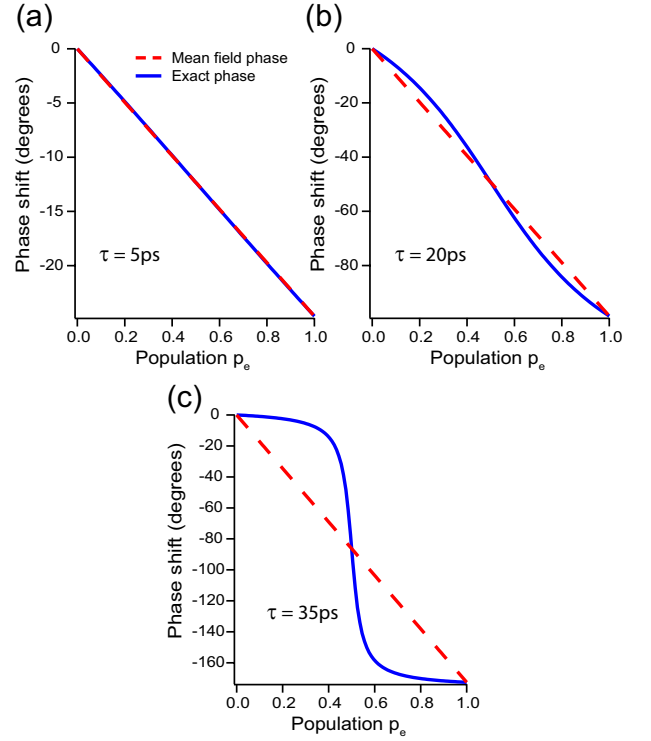 (a)
0
-5
-10
-15
-20
Phase shift (degrees)
Mean field phase
Exact phase
τ = 5ps
0.0 0.2 0.4 0.6 0.8 1.0
Population pe
(b)
0
-20
-40
-60
-80
Phase shift (degrees)
τ = 20ps
0.0 0.2 0.4 0.6 0.8 1.0
Population pe
(c)
0
-20
-40
-60
-80
-100
-120
-140
-160
Phase shift (degrees)
τ = 35ps
0.0 0.2 0.4 0.6 0.8 1.0
Population pe